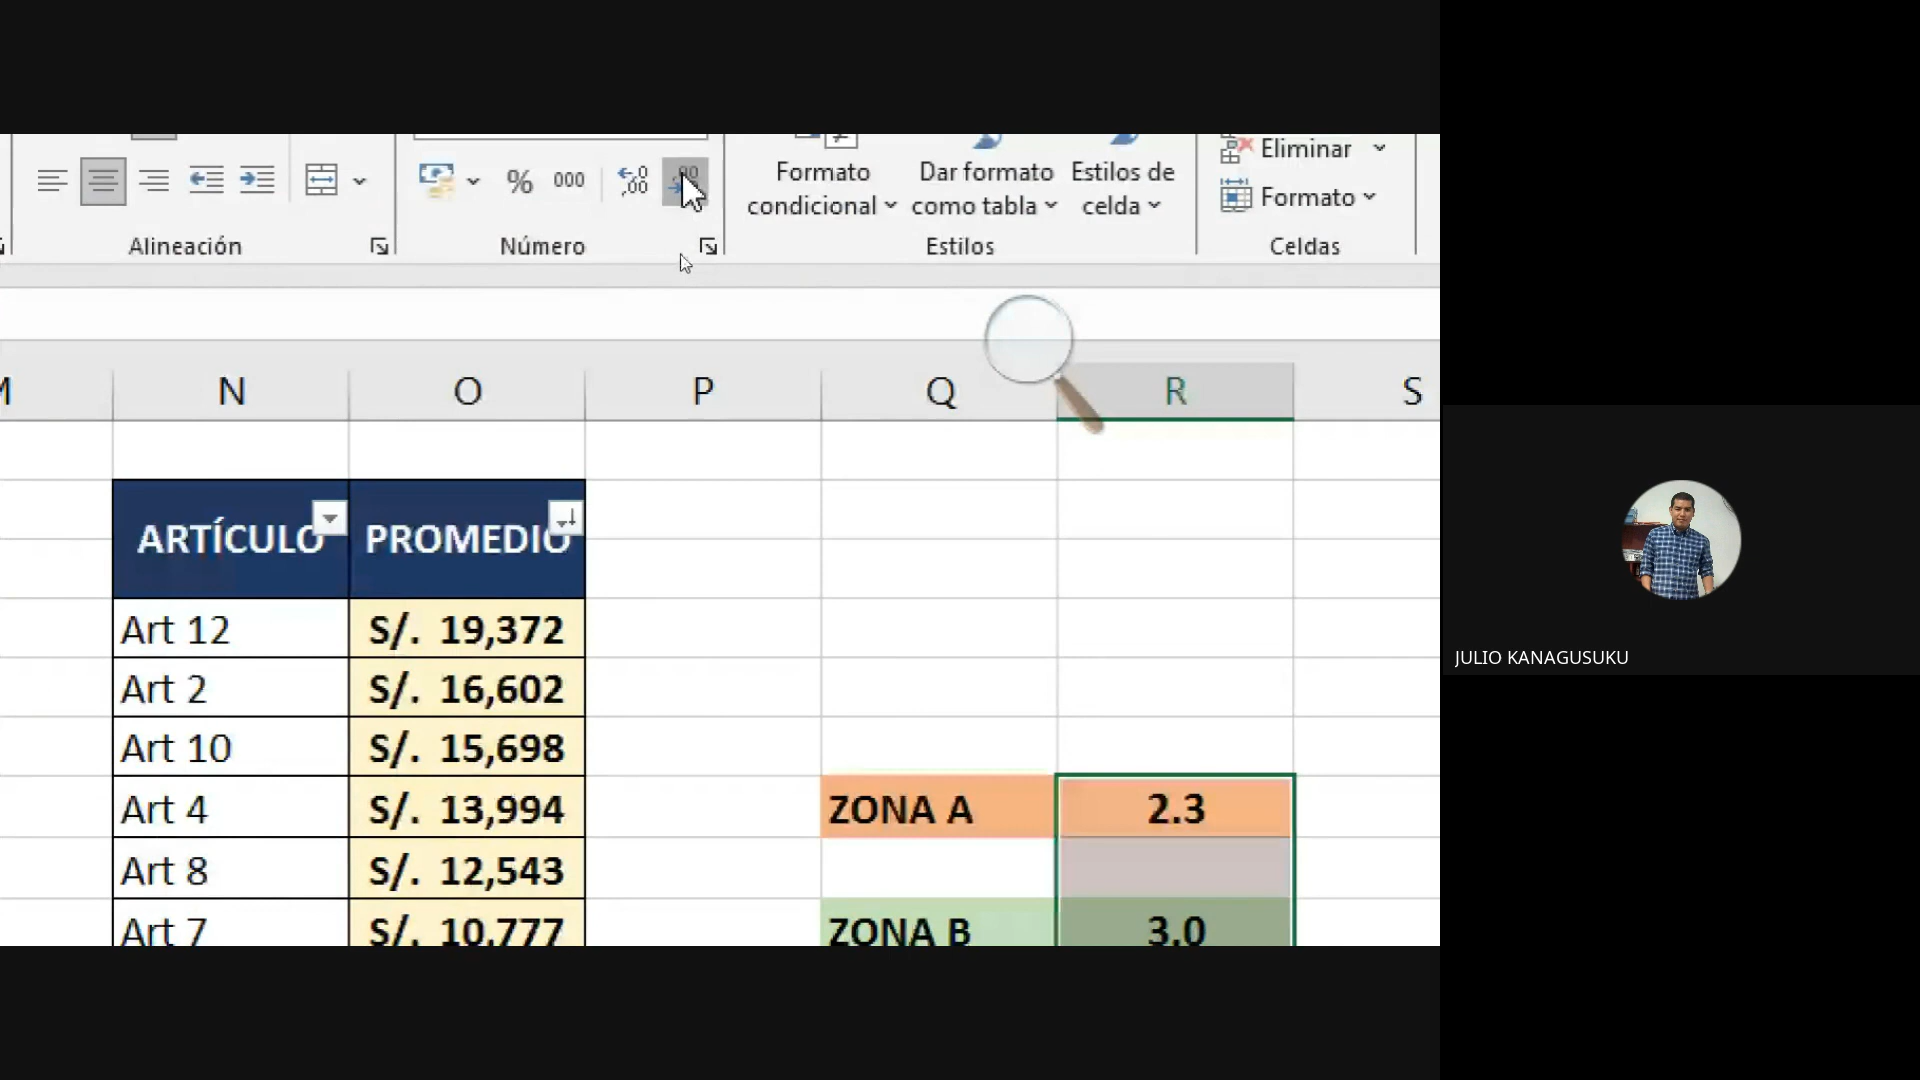 Eliminar
% 000
Formato condicional
Dar formato como tabla
Estilos de celda
Formato
Alineación
Número
Estilos
Celdas
M N O P Q R S
ARTÍCULO PROMEDIO
Art 12 S/. 19,372
Art 2 S/. 16,602
Art 10 S/. 15,698
Art 4 S/. 13,994 ZONA A 2.3
Art 8 S/. 12,543
Art 7 S/. 10,777 ZONA B 3.0
JULIO KANAGUSUKU